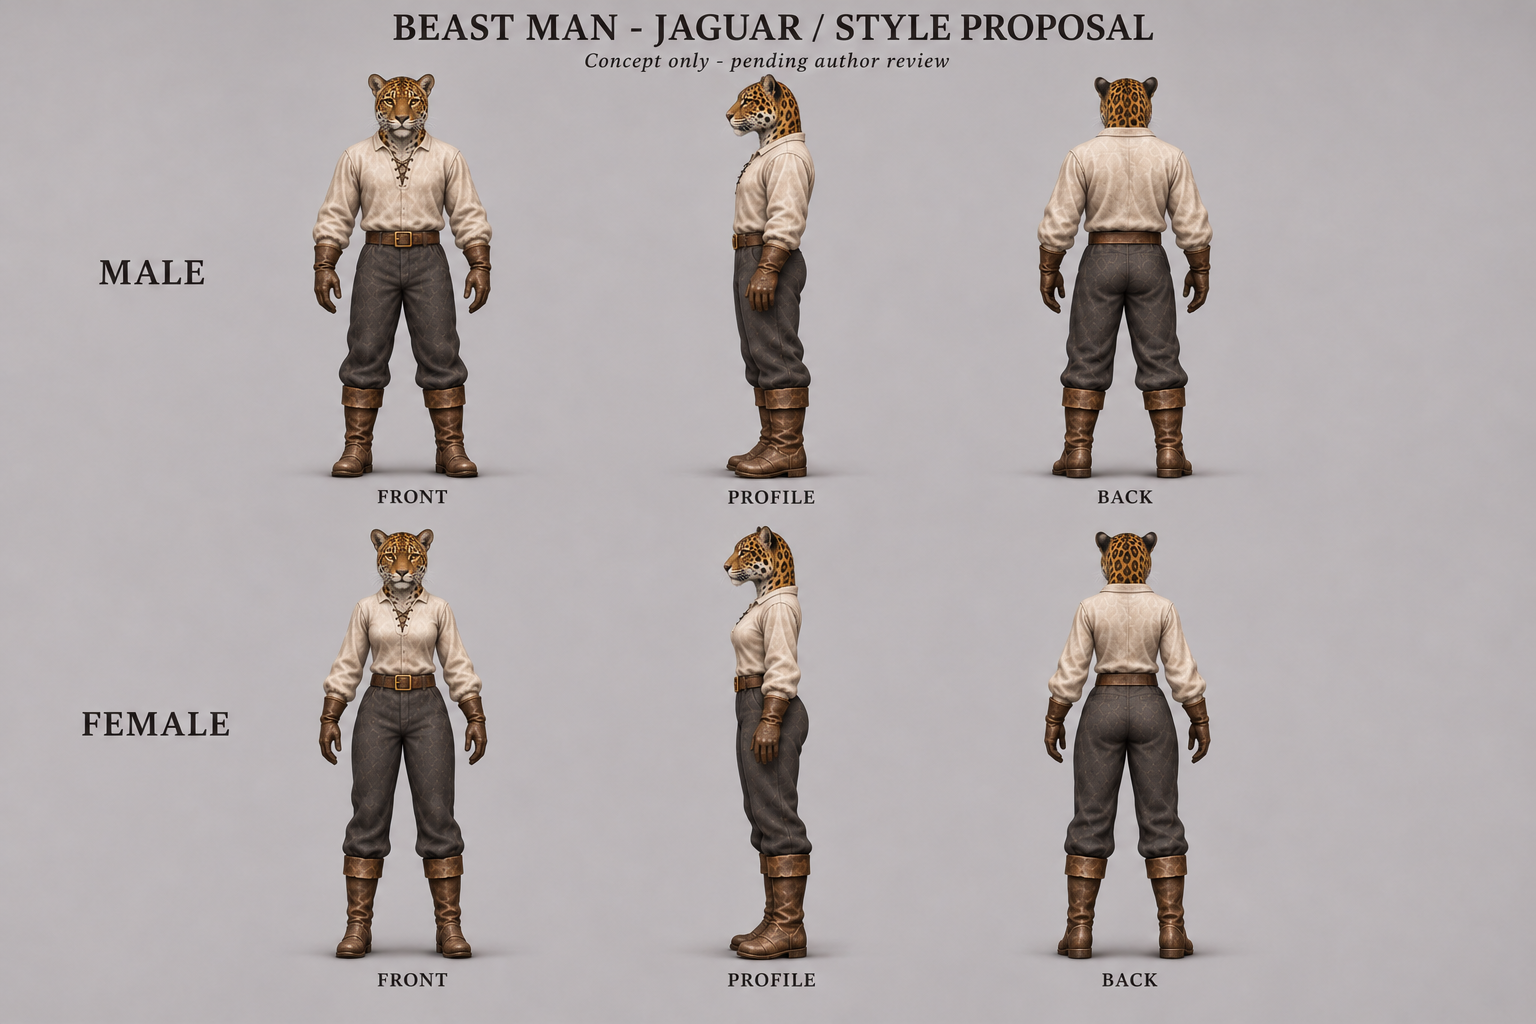 BEAST MAN - JAGUAR / STYLE PROPOSAL
Concept only - pending author review
MALE
FRONT
PROFILE
BACK
FEMALE
FRONT
PROFILE
BACK